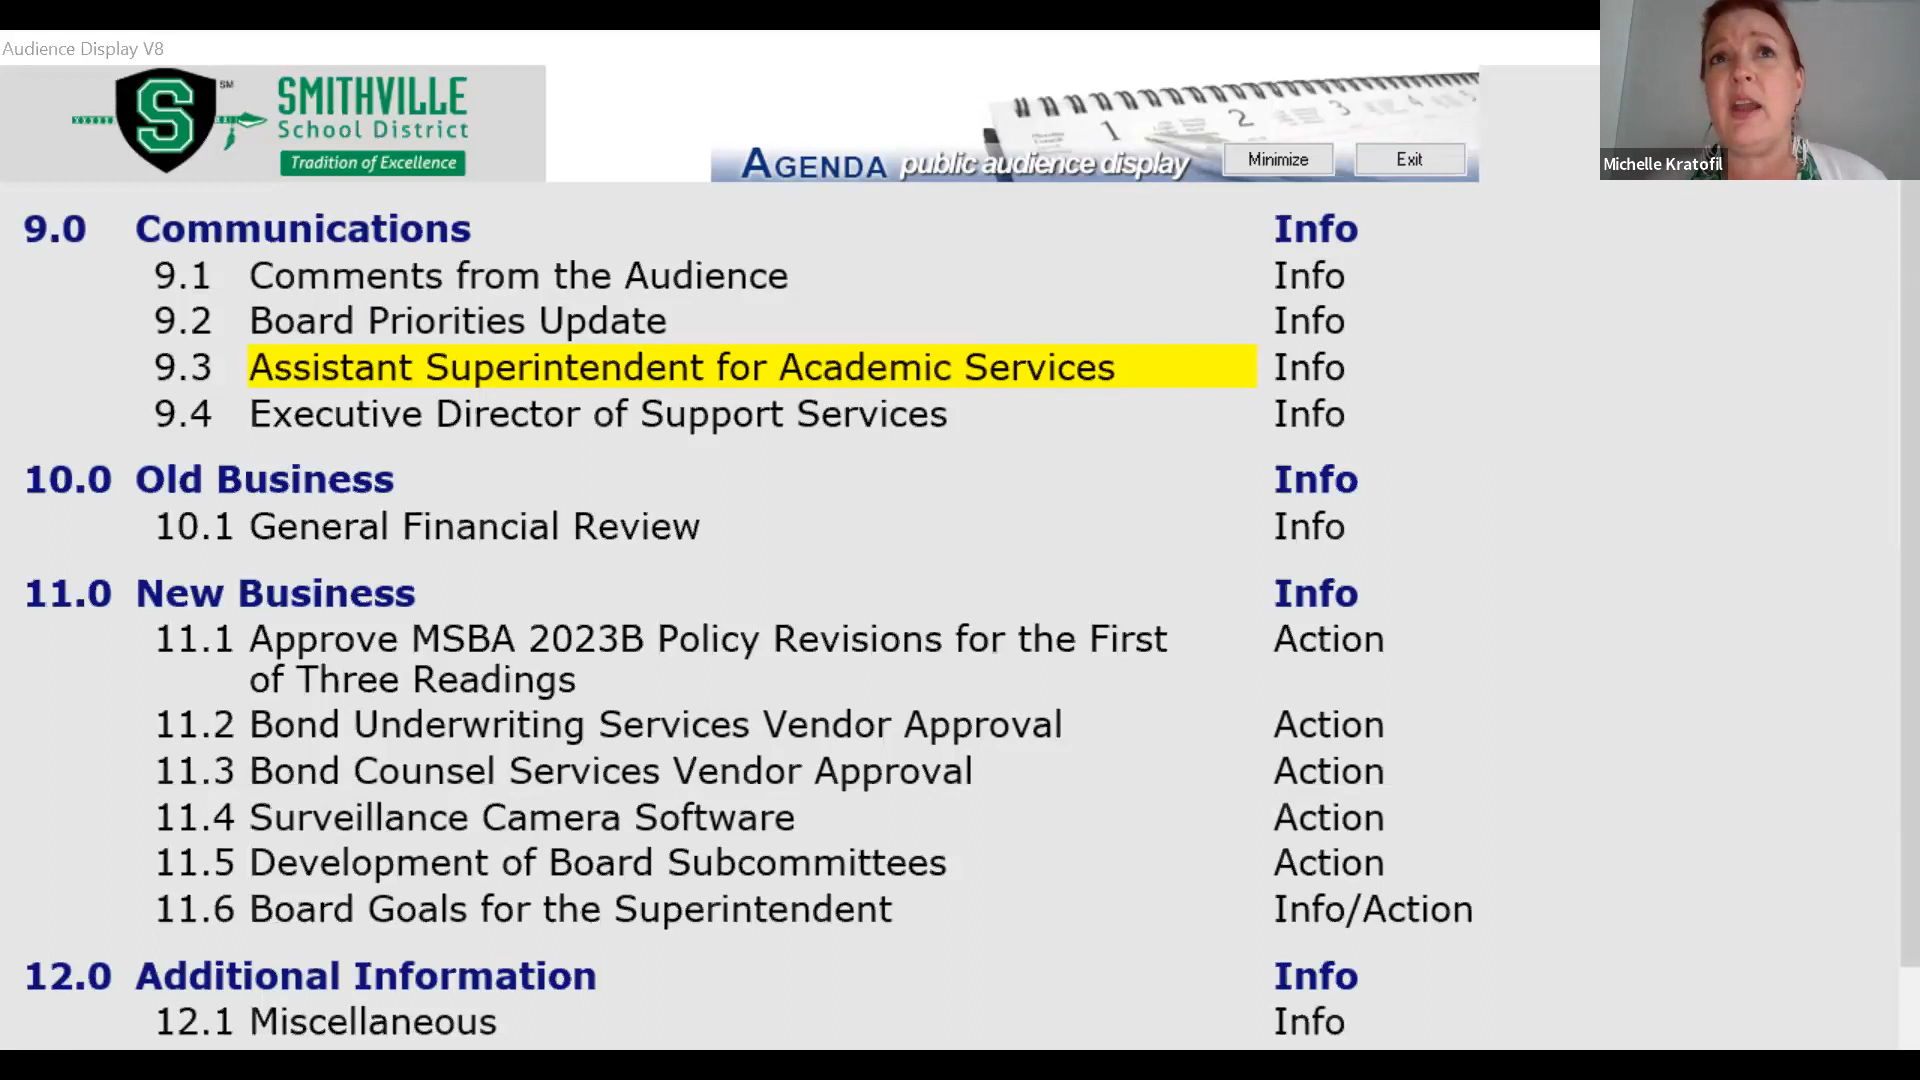 Audience Display V8
S
SM
SMITHVILLE
School District
Tradition of Excellence
1 2 3 4 5
AGENDA public audience display
Minimize
Exit
Michelle Kratofil
9.0 Communications Info
9.1 Comments from the Audience Info
9.2 Board Priorities Update Info
9.3 Assistant Superintendent for Academic Services Info
9.4 Executive Director of Support Services Info
10.0 Old Business Info
10.1 General Financial Review Info
11.0 New Business Info
11.1 Approve MSBA 2023B Policy Revisions for the First Action
of Three Readings
11.2 Bond Underwriting Services Vendor Approval Action
11.3 Bond Counsel Services Vendor Approval Action
11.4 Surveillance Camera Software Action
11.5 Development of Board Subcommittees Action
11.6 Board Goals for the Superintendent Info/Action
12.0 Additional Information Info
12.1 Miscellaneous Info